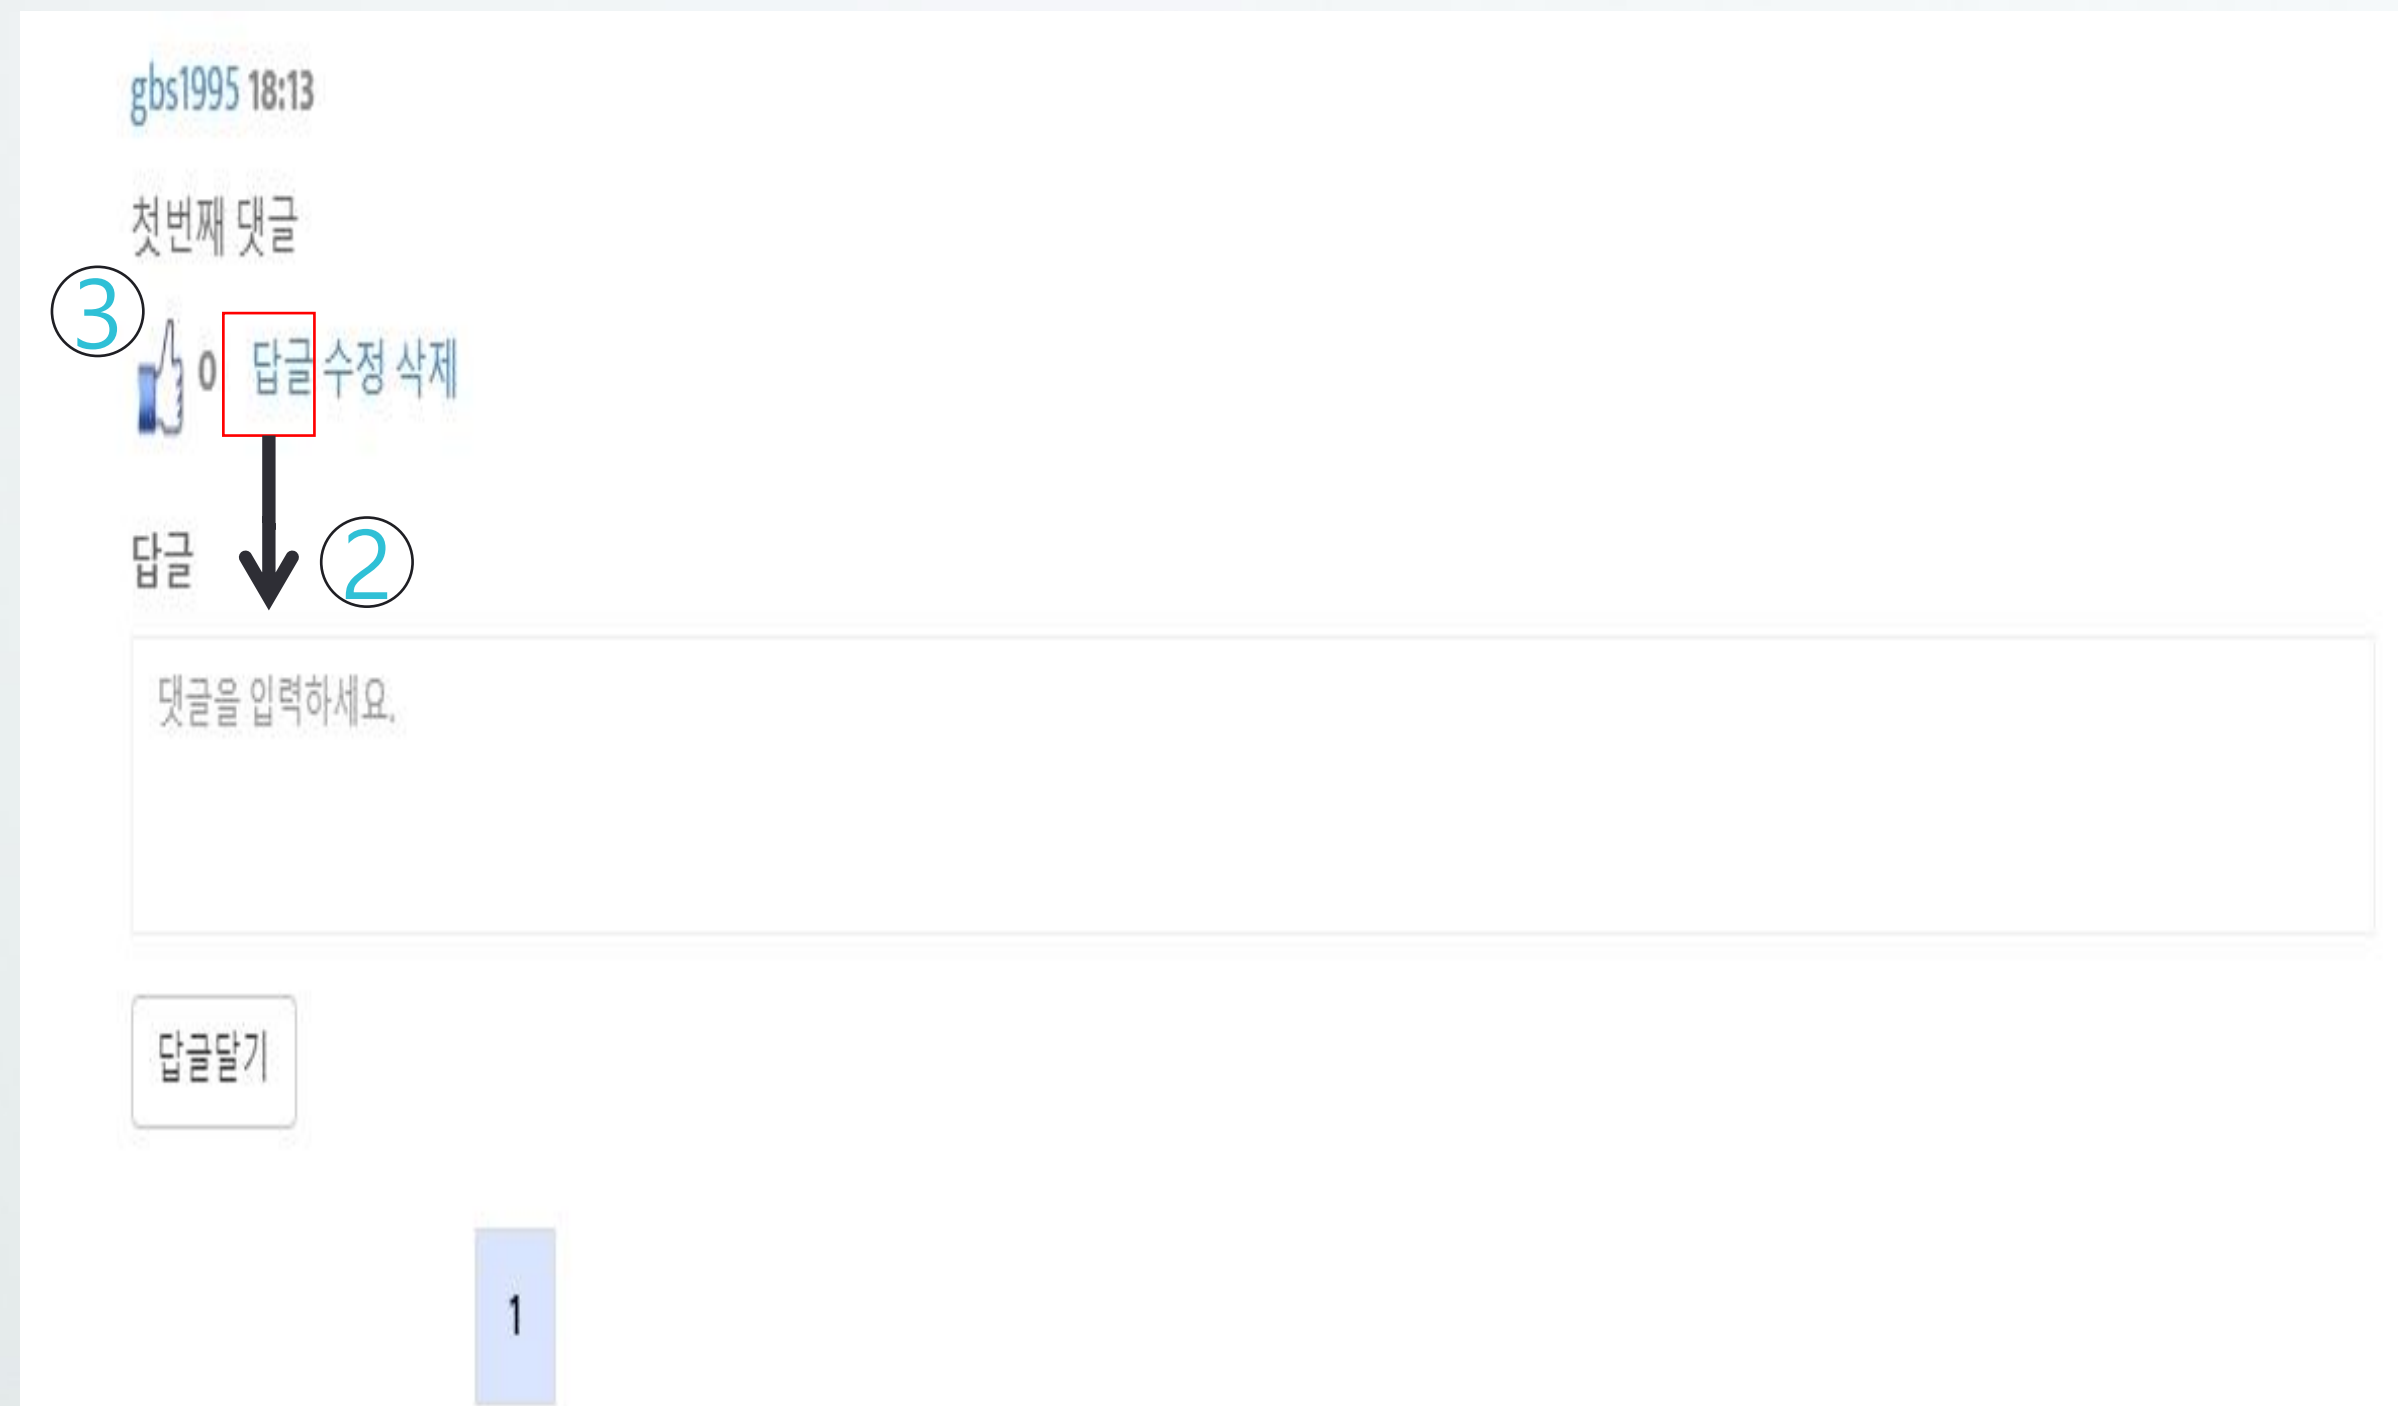 gbs1995 18:13
첫번째 댓글
③
0 답글 수정 삭제
답글 ②
댓글을 입력하세요.
답글달기
1